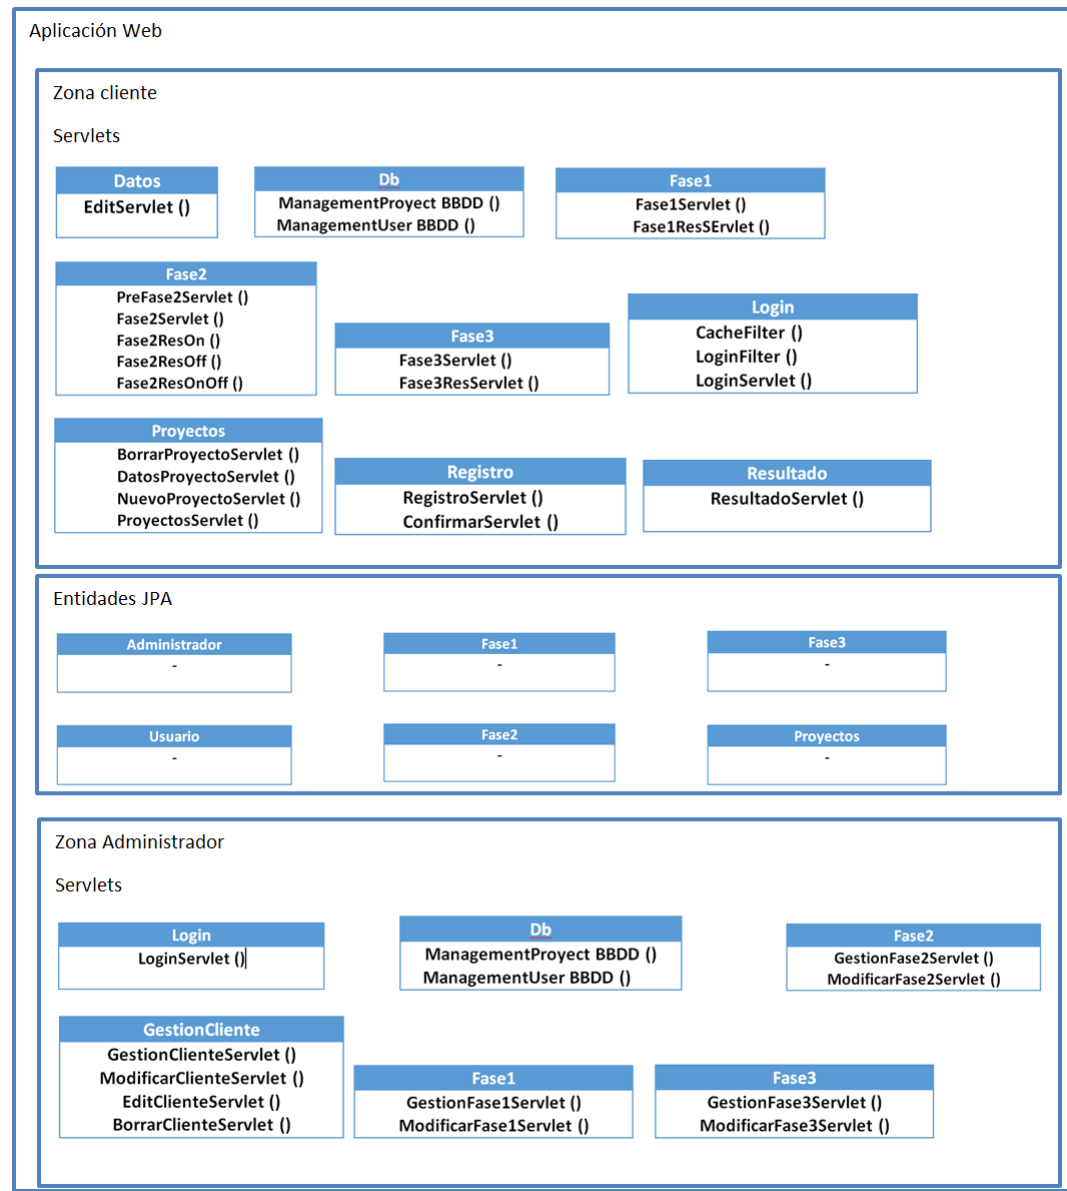 Aplicación Web
Zona cliente
Servlets
Datos
EditServlet ()
Db
ManagementProyect BBDD ()
ManagementUser BBDD ()
Fase1
Fase1Servlet ()
Fase1ResSErvlet ()
Fase2
PreFase2Servlet ()
Fase2Servlet ()
Fase2ResOn ()
Fase2ResOff ()
Fase2ResOnOff ()
Fase3
Fase3Servlet ()
Fase3ResServlet ()
Login
CacheFilter ()
LoginFilter ()
LoginServlet ()
Proyectos
BorrarProyectoServlet ()
DatosProyectoServlet ()
NuevoProyectoServlet ()
ProyectosServlet ()
Registro
RegistroServlet ()
ConfirmarServlet ()
Resultado
ResultadoServlet ()
Entidades JPA
Administrador
-
Fase1
-
Fase3
-
Usuario
-
Fase2
-
Proyectos
-
Zona Administrador
Servlets
Login
LoginServlet ()
Db
ManagementProyect BBDD ()
ManagementUser BBDD ()
Fase2
GestionFase2Servlet ()
ModificarFase2Servlet ()
GestionCliente
GestionClienteServlet ()
ModificarClienteServlet ()
EditClienteServlet ()
BorrarClienteServlet ()
Fase1
GestionFase1Servlet ()
ModificarFase1Servlet ()
Fase3
GestionFase3Servlet ()
ModificarFase3Servlet ()